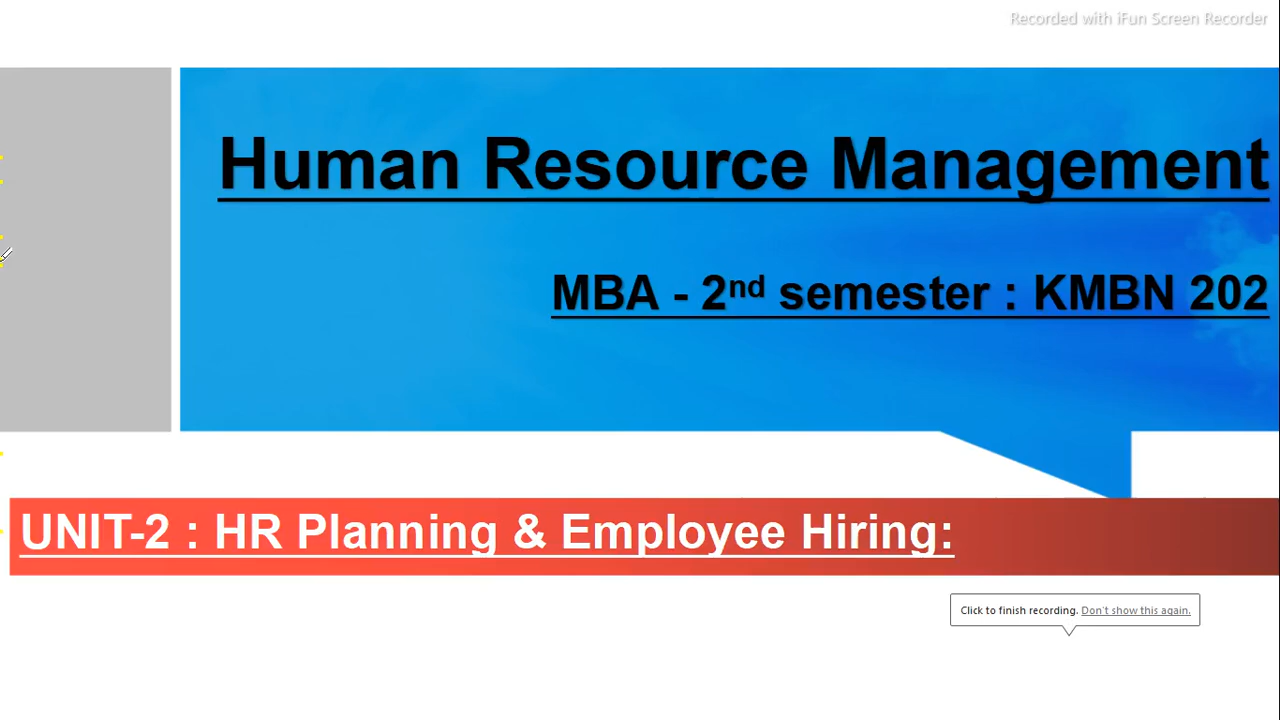 Recorded with iFun Screen Recorder
Human Resource Management
MBA - 2nd semester : KMBN 202
UNIT-2 : HR Planning & Employee Hiring:
Click to finish recording. Don't show this again.